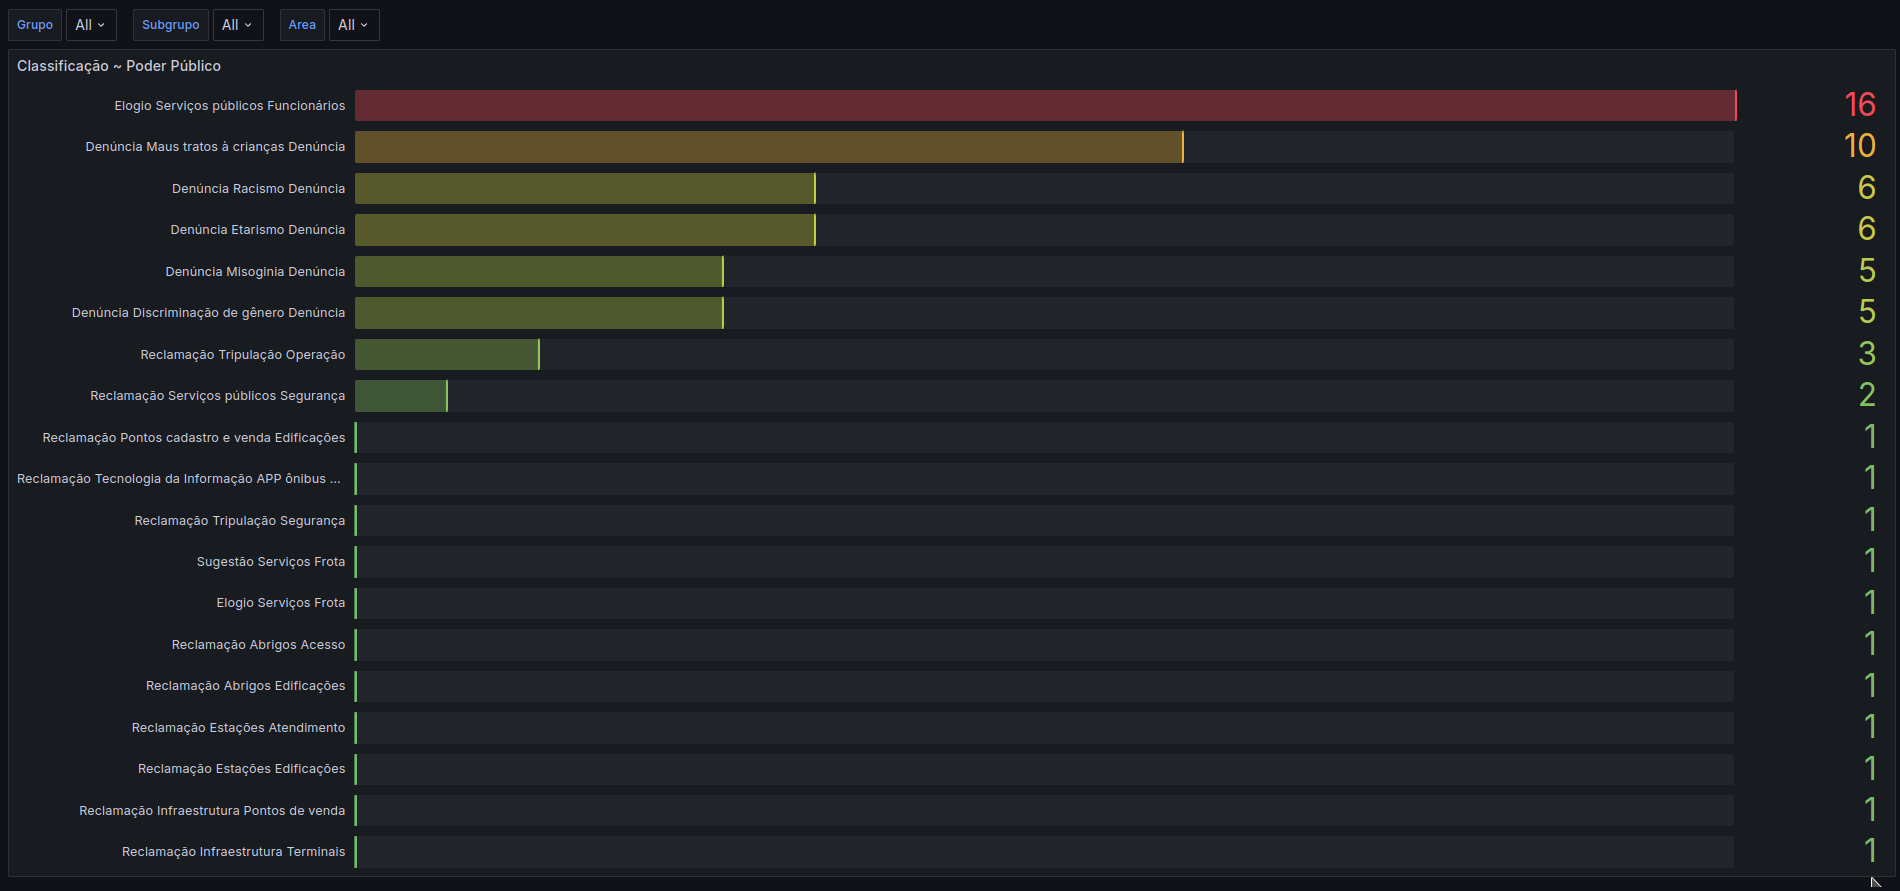 Grupo All Subgrupo All Area All
Classificação ~ Poder Público
Elogio Serviços públicos Funcionários 16
Denúncia Maus tratos à crianças Denúncia 10
Denúncia Racismo Denúncia 6
Denúncia Etarismo Denúncia 6
Denúncia Misoginia Denúncia 5
Denúncia Discriminação de gênero Denúncia 5
Reclamação Tripulação Operação 3
Reclamação Serviços públicos Segurança 2
Reclamação Pontos cadastro e venda Edificações 1
Reclamação Tecnologia da Informação APP ônibus ... 1
Reclamação Tripulação Segurança 1
Sugestão Serviços Frota 1
Elogio Serviços Frota 1
Reclamação Abrigos Acesso 1
Reclamação Abrigos Edificações 1
Reclamação Estações Atendimento 1
Reclamação Estações Edificações 1
Reclamação Infraestrutura Pontos de venda 1
Reclamação Infraestrutura Terminais 1